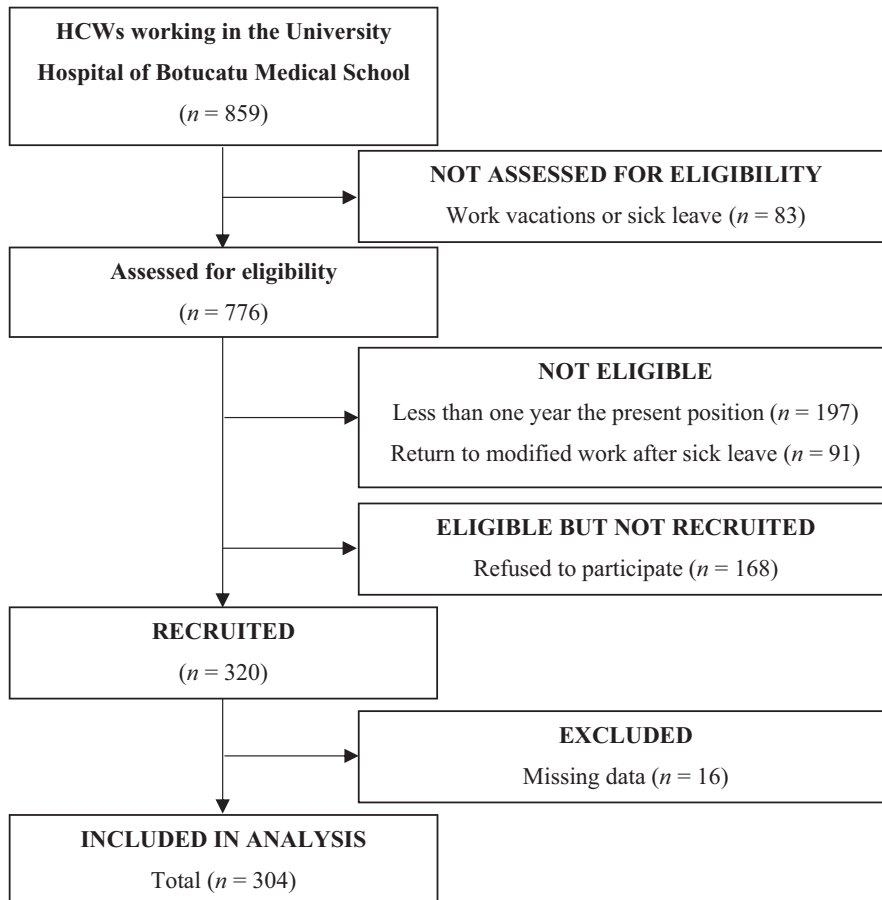 HCWs working in the University
Hospital of Botucatu Medical School
(n = 859)
NOT ASSESSED FOR ELIGIBILITY
Work vacations or sick leave (n = 83)
Assessed for eligibility
(n = 776)
NOT ELIGIBLE
Less than one year the present position (n = 197)
Return to modified work after sick leave (n = 91)
ELIGIBLE BUT NOT RECRUITED
Refused to participate (n = 168)
RECRUITED
(n = 320)
EXCLUDED
Missing data (n = 16)
INCLUDED IN ANALYSIS
Total (n = 304)